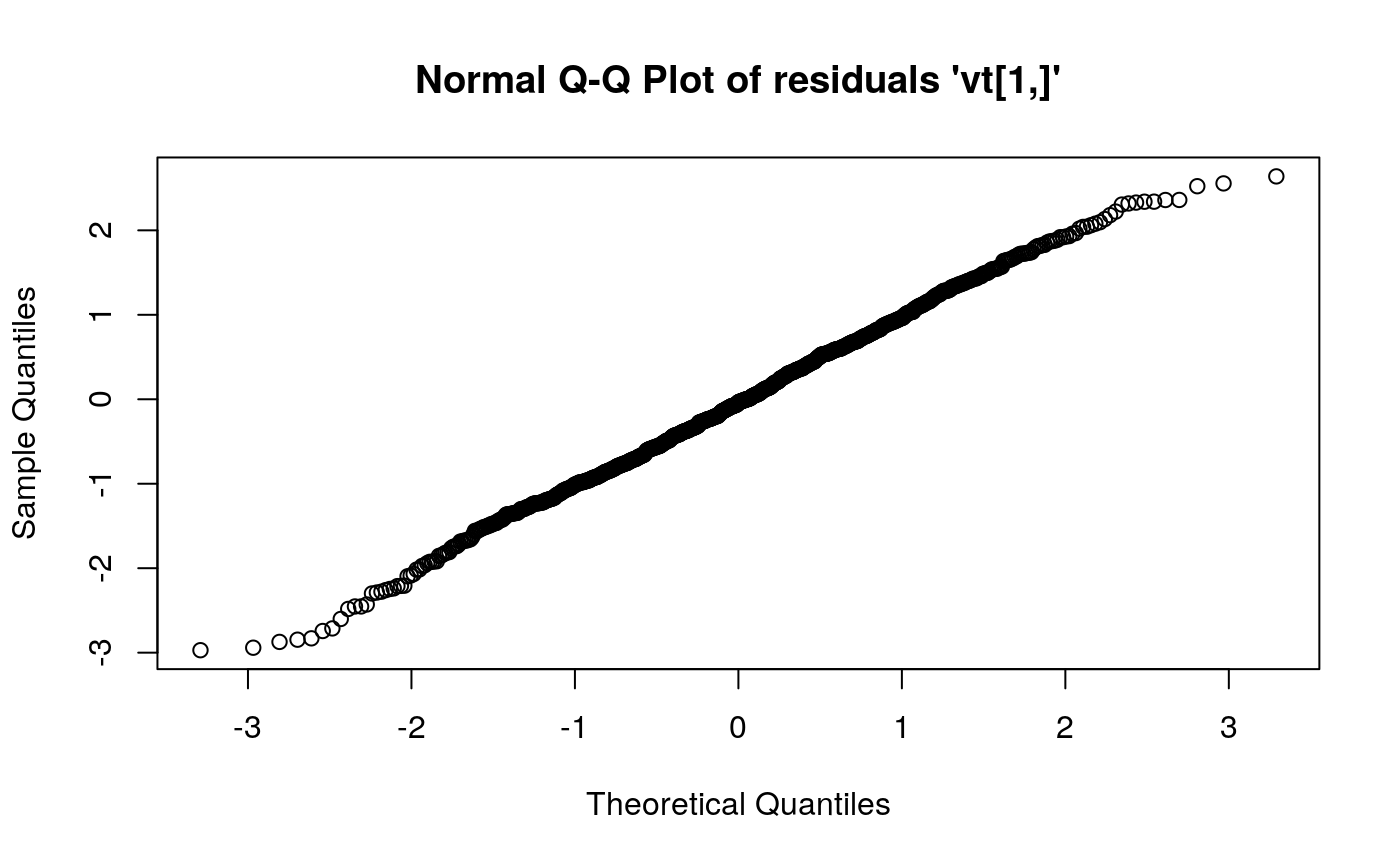 Normal Q-Q Plot of residuals 'vt[1,]'
Sample Quantiles
2
1
0
-1
-2
-3
-3 -2 -1 0 1 2 3
Theoretical Quantiles